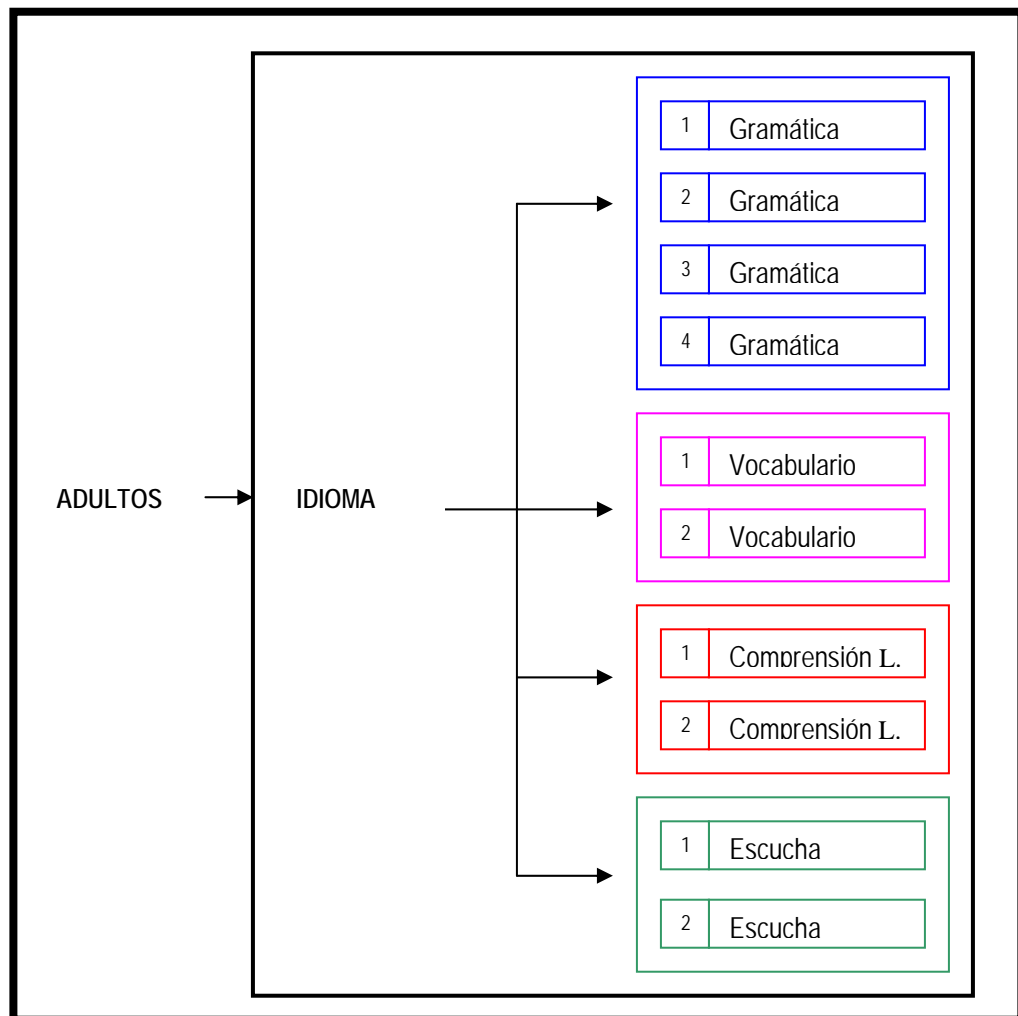 1 Gramática
2 Gramática
3 Gramática
4 Gramática
1 Vocabulario
ADULTOS IDIOMA
2 Vocabulario
1 Comprensión L.
2 Comprensión L.
1 Escucha
2 Escucha